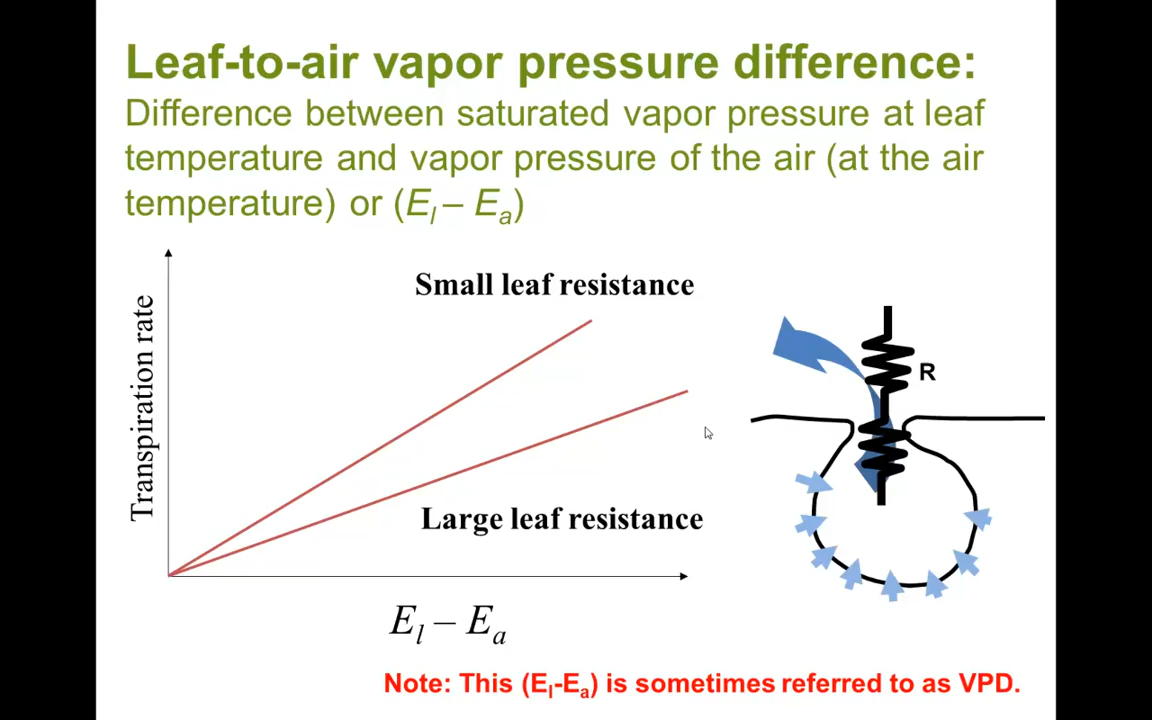 Leaf-to-air vapor pressure difference:
Difference between saturated vapor pressure at leaf
temperature and vapor pressure of the air (at the air
temperature) or (El – Ea)
Small leaf resistance
Transpiration rate
R
Large leaf resistance
El – Ea
Note: This (El-Ea) is sometimes referred to as VPD.